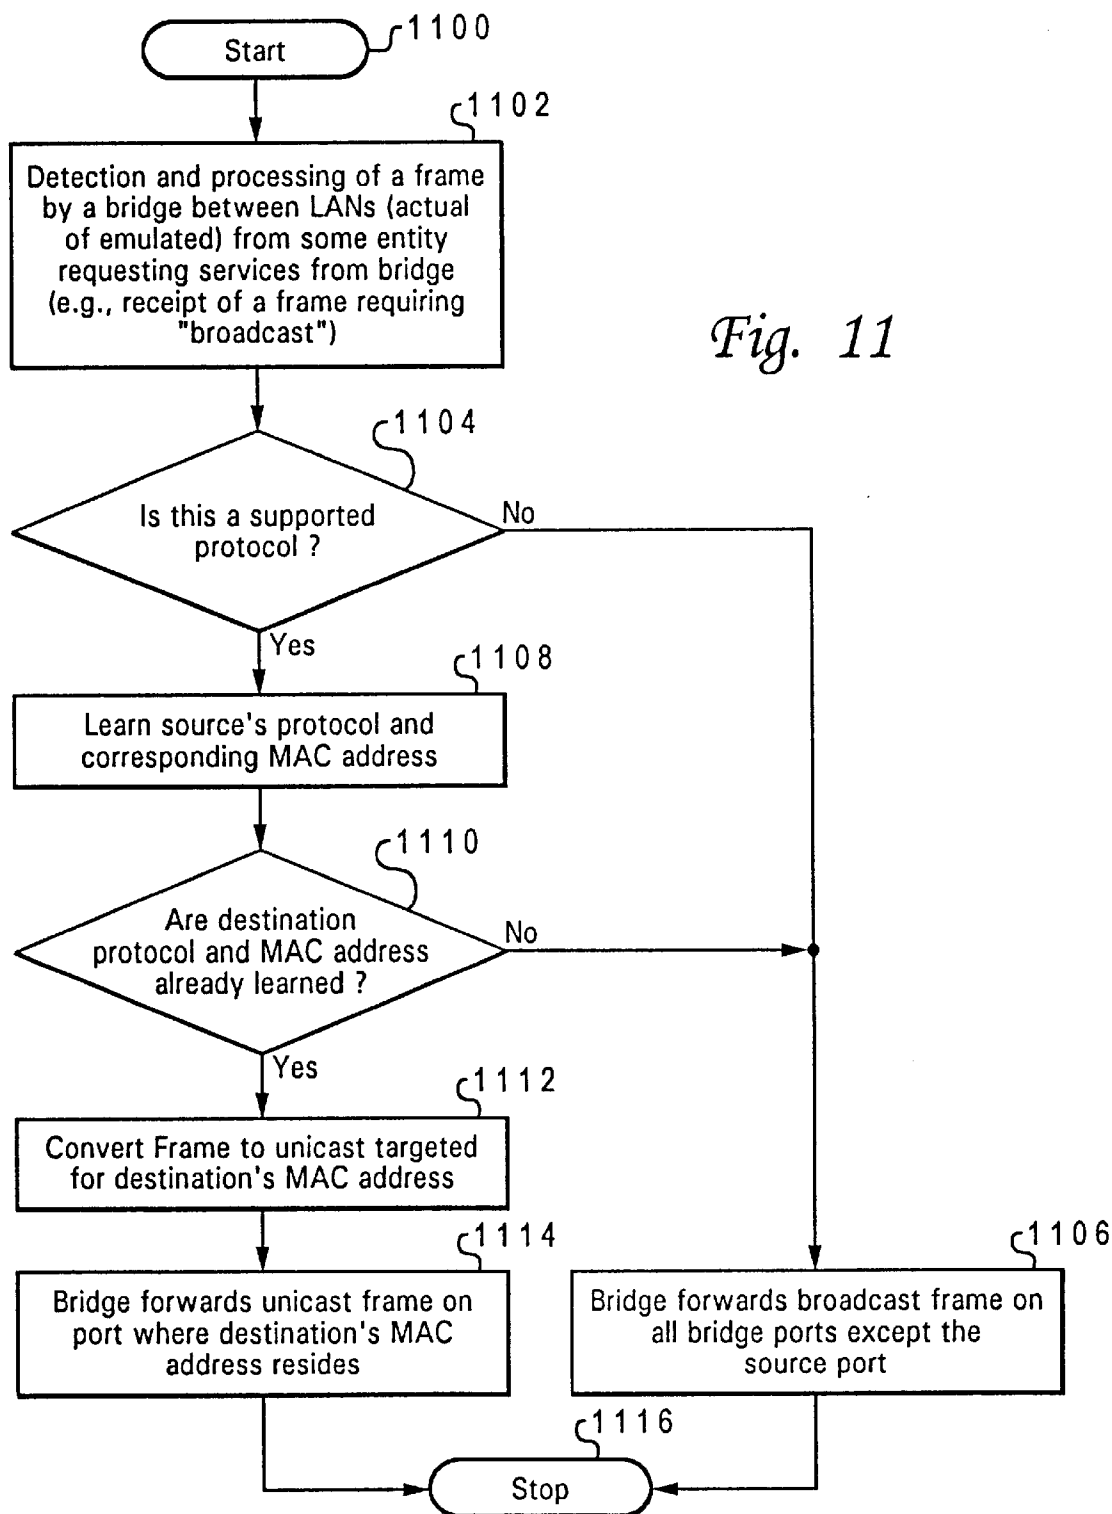 Start
1100
1102
Detection and processing of a frame
by a bridge between LANs (actual
of emulated) from some entity
requesting services from bridge
(e.g., receipt of a frame requiring
"broadcast")
Fig. 11
1104
Is this a supported
protocol ?
No
Yes
1108
Learn source's protocol and
corresponding MAC address
1110
Are destination
protocol and MAC address
already learned ?
No
Yes
1112
Convert Frame to unicast targeted
for destination's MAC address
1114
Bridge forwards unicast frame on
port where destination's MAC
address resides
1106
Bridge forwards broadcast frame on
all bridge ports except the
source port
1116
Stop